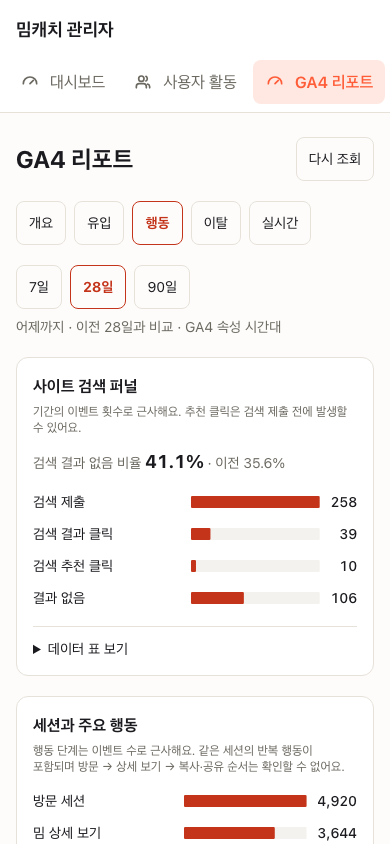 밈캐치 관리자
대시보드 사용자 활동 GA4 리포트
GA4 리포트 다시 조회
개요 유입 행동 이탈 실시간
7일 28일 90일
어제까지 · 이전 28일과 비교 · GA4 속성 시간대
사이트 검색 퍼널
기간의 이벤트 횟수로 근사해요. 추천 클릭은 검색 제출 전에 발생할
수 있어요.
검색 결과 없음 비율 41.1% · 이전 35.6%
검색 제출 258
검색 결과 클릭 39
검색 추천 클릭 10
결과 없음 106
▶ 데이터 표 보기
세션과 주요 행동
행동 단계는 이벤트 수로 근사해요. 같은 세션의 반복 행동이
포함되며 방문 → 상세 보기 → 복사·공유 순서는 확인할 수 없어요.
방문 세션 4,920
밈 상세 보기 3,644